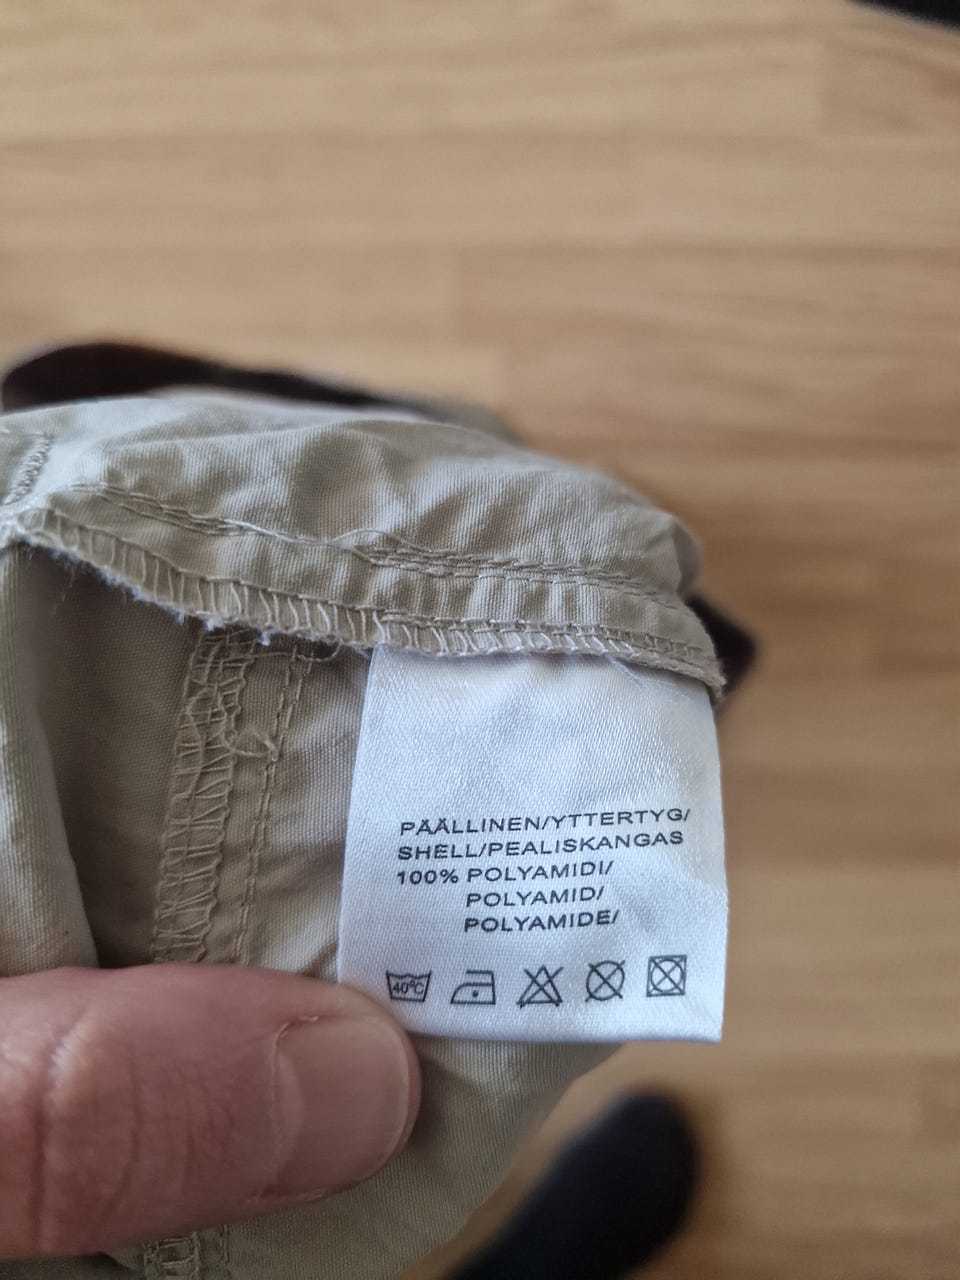 PÄÄLLINEN/YTTERTYG/
SHELL/PEALISKANGAS
100% POLYAMIDI/
POLYAMID/
POLYAMIDE/
40°C